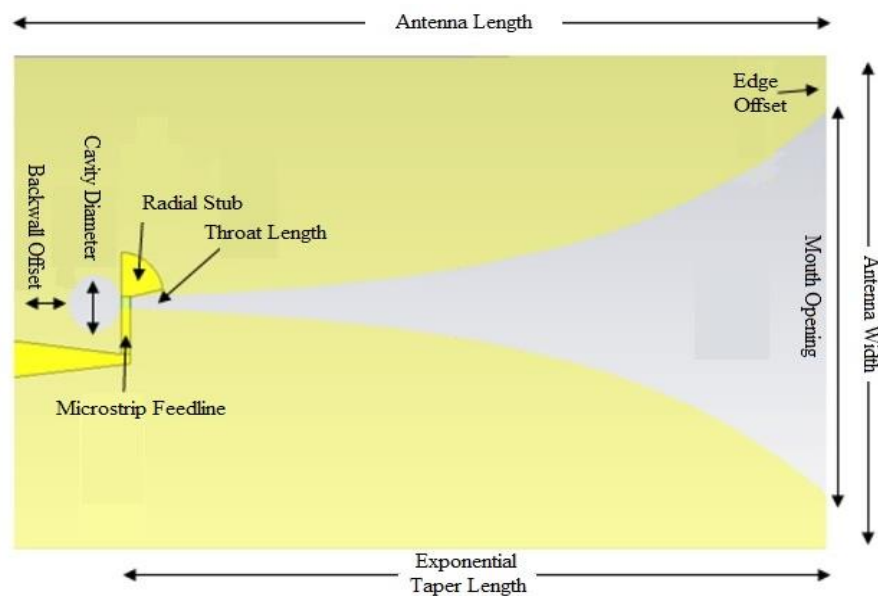 Antenna Length
Edge
Offset
Cavity Diameter
Backwall Offset
Radial Stub
Throat Length
Mouth Opening
Antenna Width
Microstrip Feedline
Exponential
Taper Length